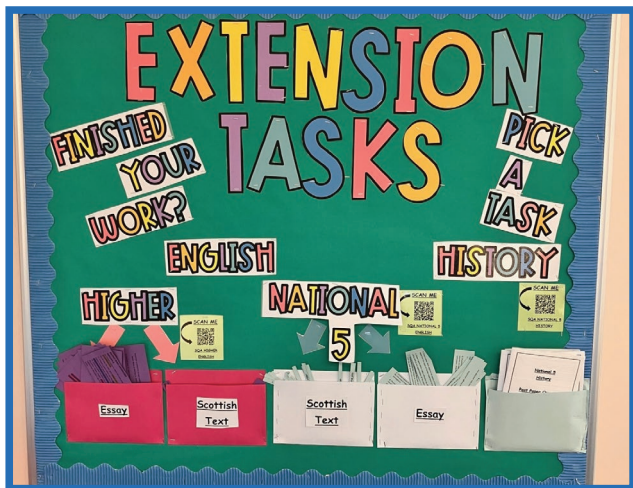 EXTENSION
TASKS
FINISHED
YOUR
WORK?
PICK
A
TASK
ENGLISH
HISTORY
HIGHER
SCAN ME
SQA HIGHER
ENGLISH
NATIONAL
5
SCAN ME
SQA NATIONAL 5
ENGLISH
SCAN ME
SQA NATIONAL 5
HISTORY
Essay
Scottish
Text
Scottish
Text
Essay
National 5
History
Past Paper